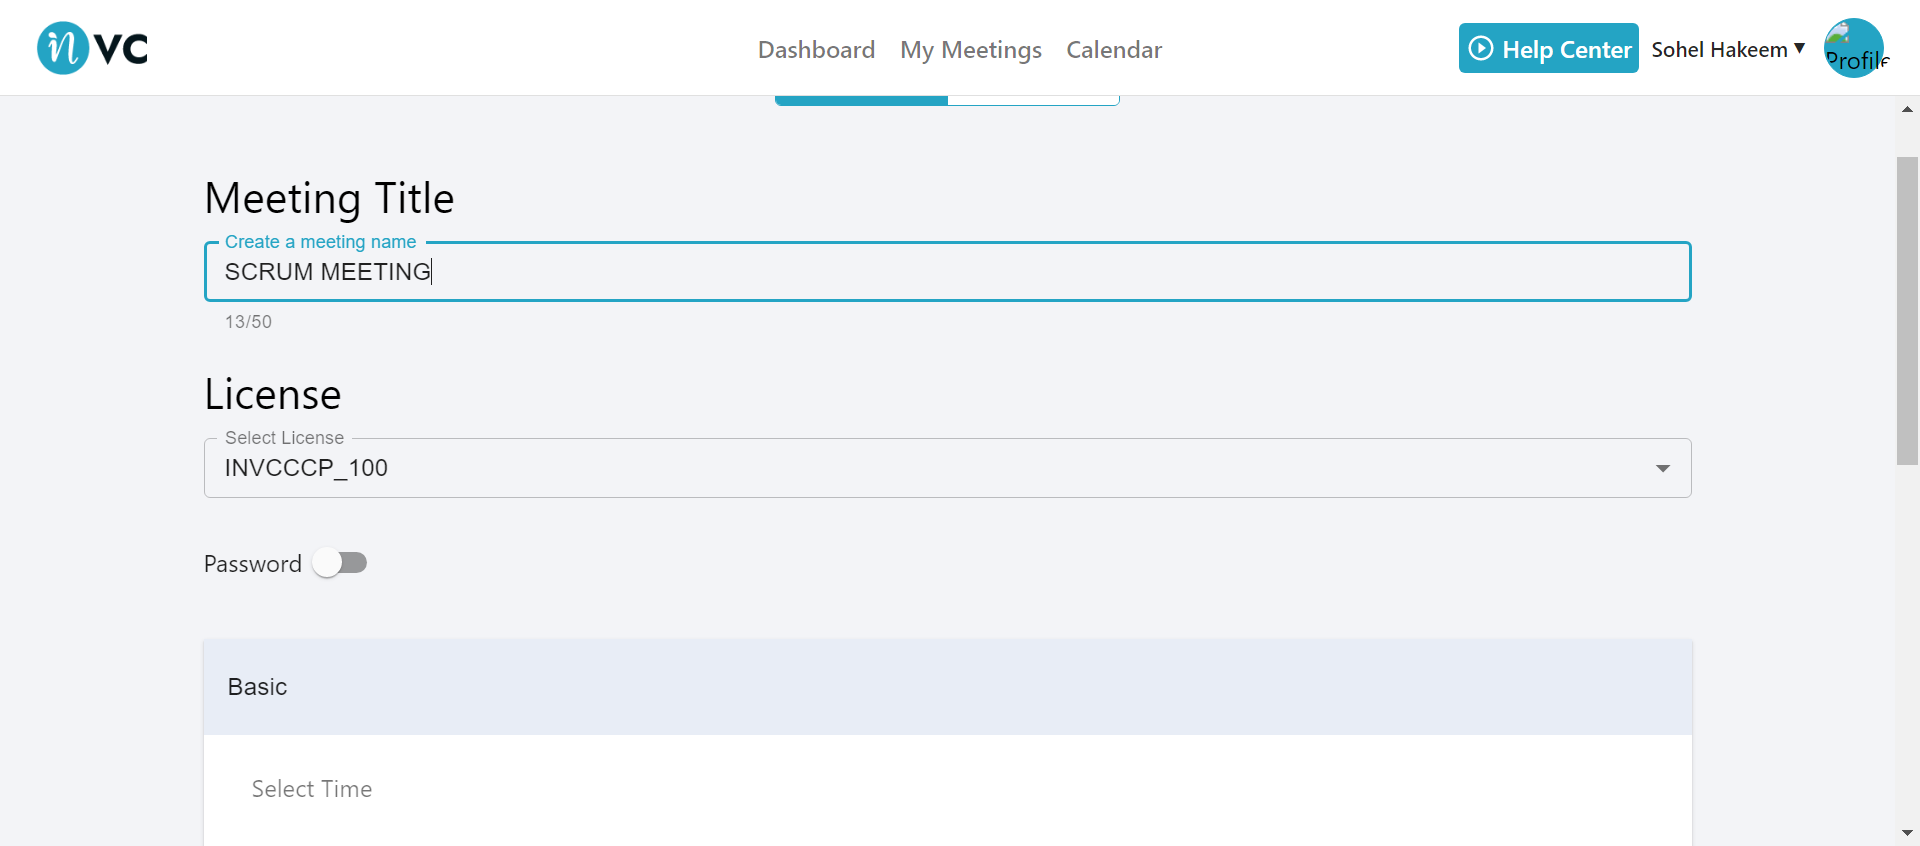 n VC
Dashboard My Meetings Calendar
Help Center
Sohel Hakeem ▼
Profile
Meeting Title
Create a meeting name
SCRUM MEETING
13/50
License
Select License
INVCCCP_100
Password
Basic
Select Time